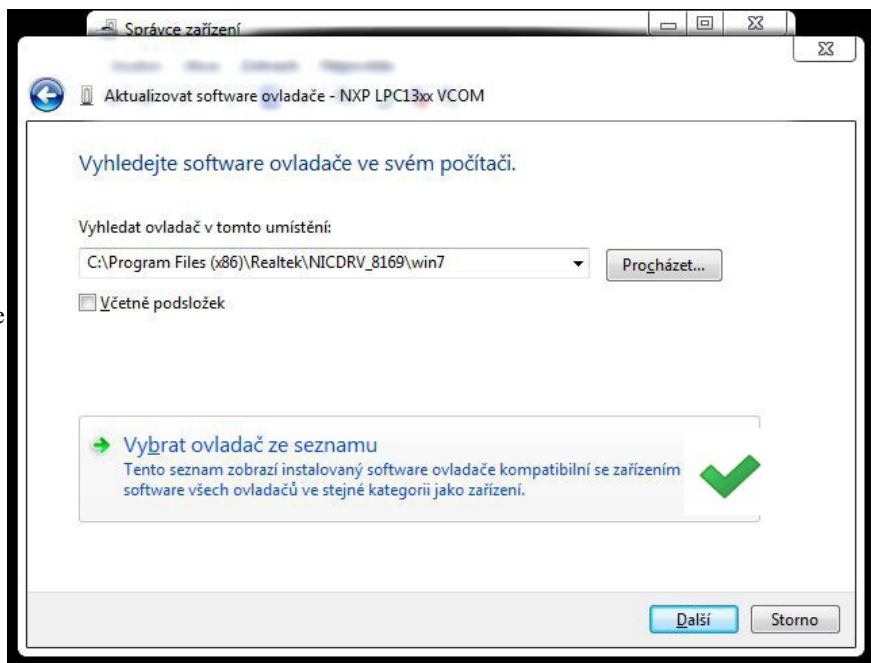 Správce zařízení
Aktualizovat software ovladače - NXP LPC13xx VCOM
Vyhledejte software ovladače ve svém počítači.
Vyhledat ovladač v tomto umístění:
C:\Program Files (x86)\Realtek\NICDRV_8169\win7
Procházet...
Včetně podsložek
e
Vybrat ovladač ze seznamu
Tento seznam zobrazí instalovaný software ovladače kompatibilní se zařízením
software všech ovladačů ve stejné kategorii jako zařízení.
Další
Storno